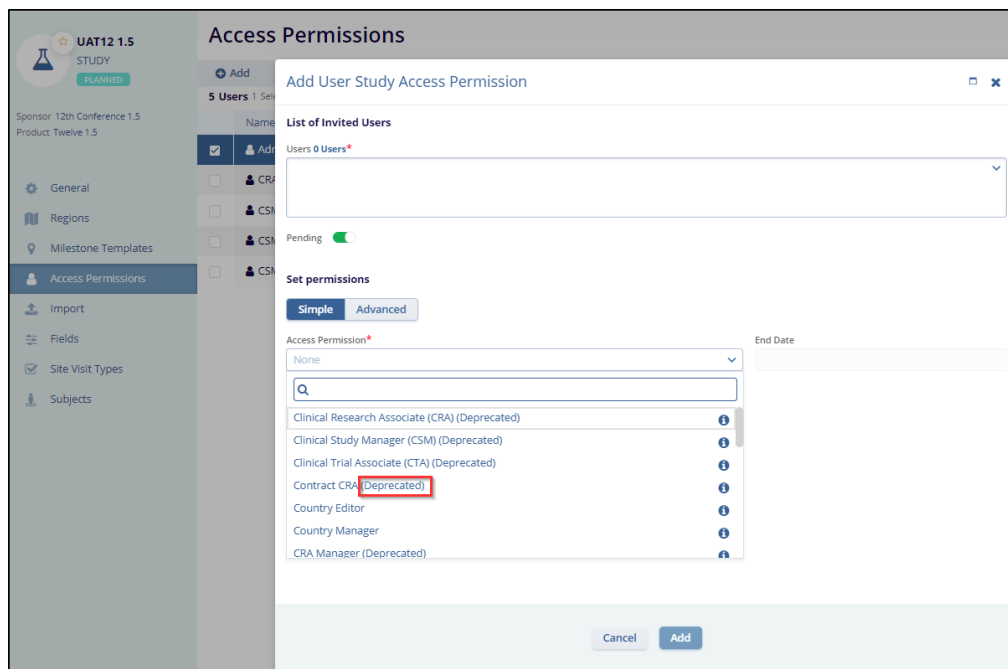 UAT12 1.5
STUDY
PLANNED
Sponsor 12th Conference 1.5
Product Twelve 1.5
General
Regions
Milestone Templates
Access Permissions
Import
Fields
Site Visit Types
Subjects
Access Permissions
Add
5 Users 1 Sele
Name
Adr
CRA
CSM
CSM
CSM
Add User Study Access Permission
List of Invited Users
Users 0 Users*
Pending
Set permissions
Simple Advanced
Access Permission* End Date
None
Clinical Research Associate (CRA) (Deprecated)
Clinical Study Manager (CSM) (Deprecated)
Clinical Trial Associate (CTA) (Deprecated)
Contract CRA (Deprecated)
Country Editor
Country Manager
CRA Manager (Deprecated)
Cancel Add